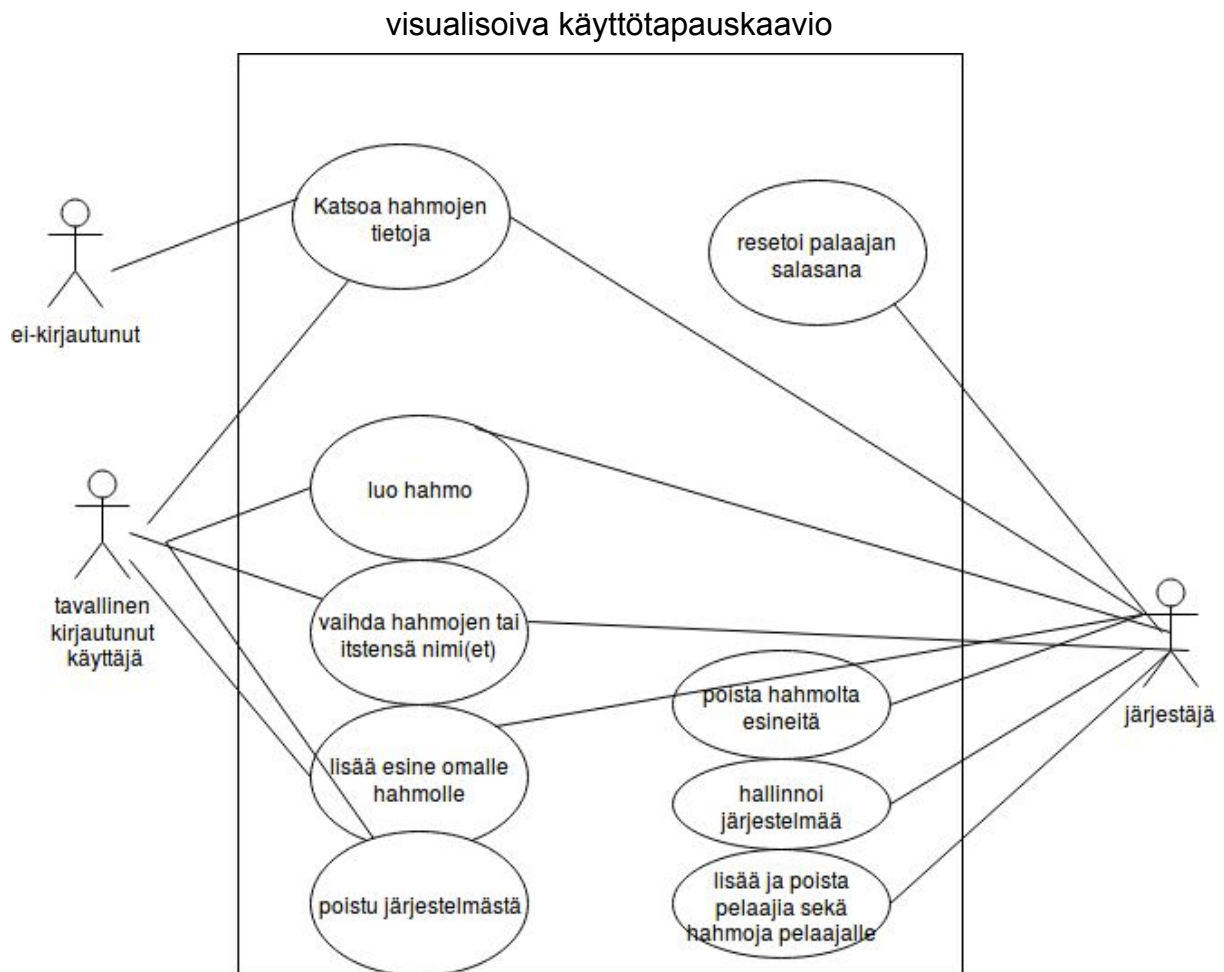 visualisoiva käyttötapauskaavio
Katsoa hahmojen
tietoja
resetoi palaajan
salasana
ei-kirjautunut
luo hahmo
tavallinen
kirjautunut
käyttäjä
vaihda hahmojen tai
itstensä nimi(et)
poista hahmolta
esineitä
järjestäjä
lisää esine omalle
hahmolle
hallinnoi
järjestelmää
poistu järjestelmästä
lisää ja poista
pelaajia sekä
hahmoja pelaajalle